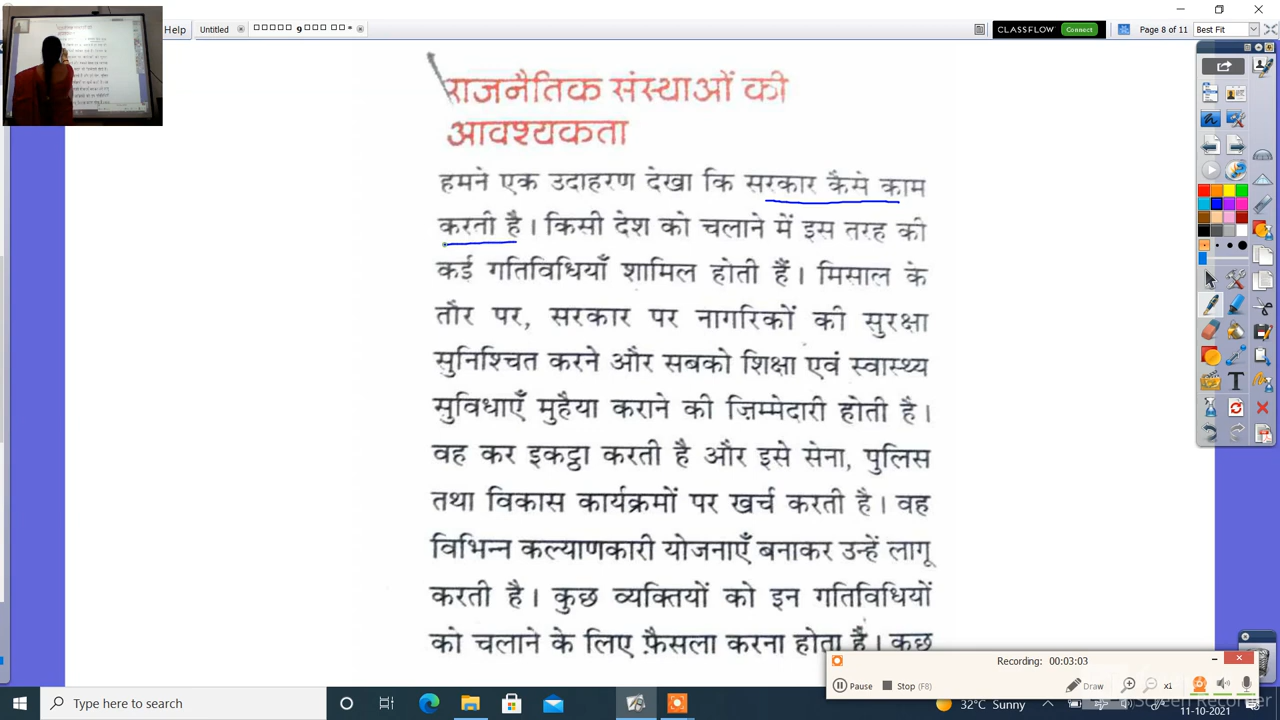 Help
Untitled
9
CLASSFLOW Connect
Page 8 of 11
Best Fit
राजनैतिक संस्थाओं की
आवश्यकता
हमने एक उदाहरण देखा कि सरकार कैसे काम
करती है। किसी देश को चलाने में इस तरह की
कई गतिविधियाँ शामिल होती हैं। मिसाल के
तौर पर, सरकार पर नागरिकों की सुरक्षा
सुनिश्चित करने और सबको शिक्षा एवं स्वास्थ्य
सुविधाएँ मुहैया कराने की ज़िम्मेदारी होती है।
वह कर इकट्ठा करती है और इसे सेना, पुलिस
तथा विकास कार्यक्रमों पर खर्च करती है। वह
विभिन्न कल्याणकारी योजनाएँ बनाकर उन्हें लागू
करती है। कुछ व्यक्तियों को इन गतिविधियों
को चलाने के लिए फ़ैसला करना होता है। कुछ
Recording: 00:03:03
Pause Stop (F8) Draw x1
Type here to search
32°C Sunny
11-10-2021
Screen Recorder